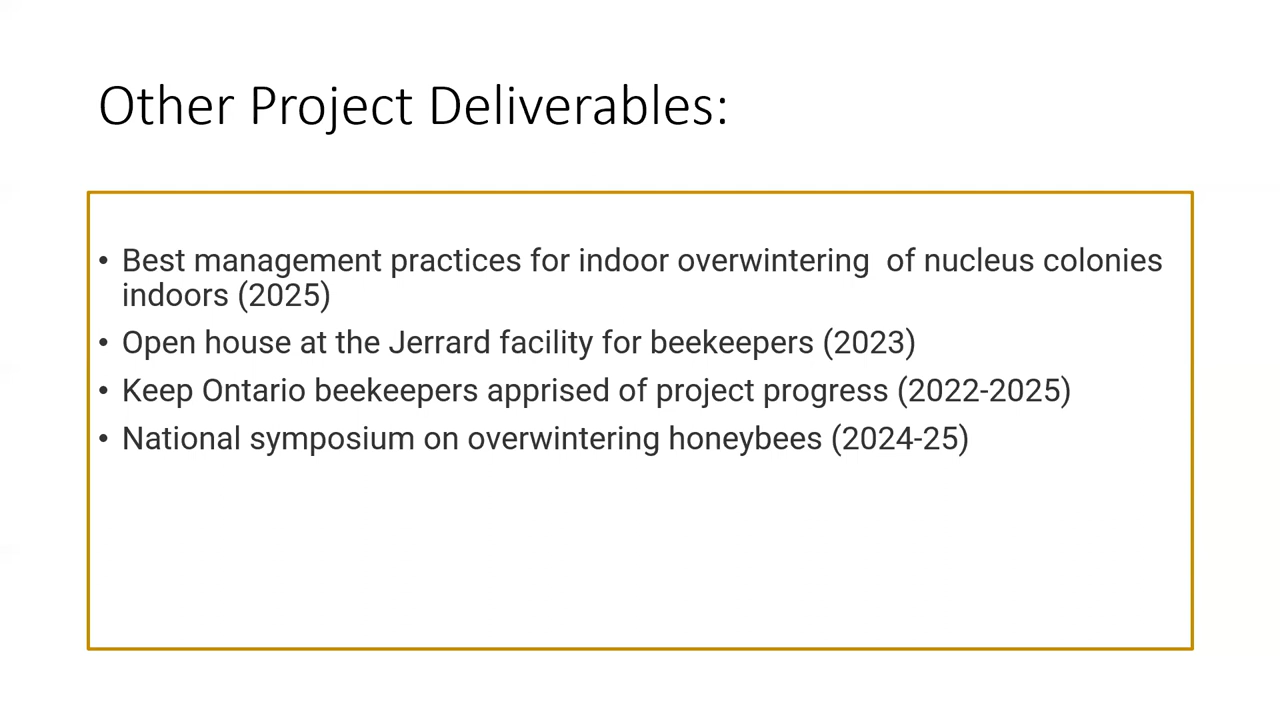 Other Project Deliverables:
• Best management practices for indoor overwintering  of nucleus colonies
indoors (2025)
• Open house at the Jerrard facility for beekeepers (2023)
• Keep Ontario beekeepers apprised of project progress (2022-2025)
• National symposium on overwintering honeybees (2024-25)